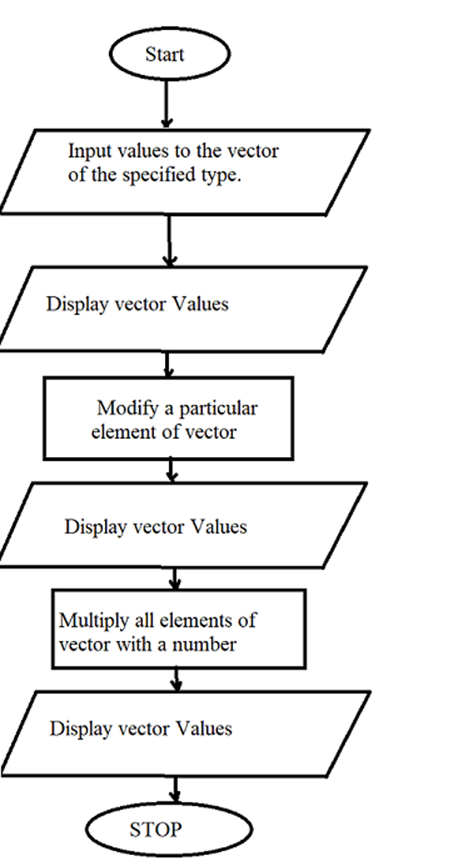 Start
Input values to the vector
of the specified type.
Display vector Values
Modify a particular
element of vector
Display vector Values
Multiply all elements of
vector with a number
Display vector Values
STOP